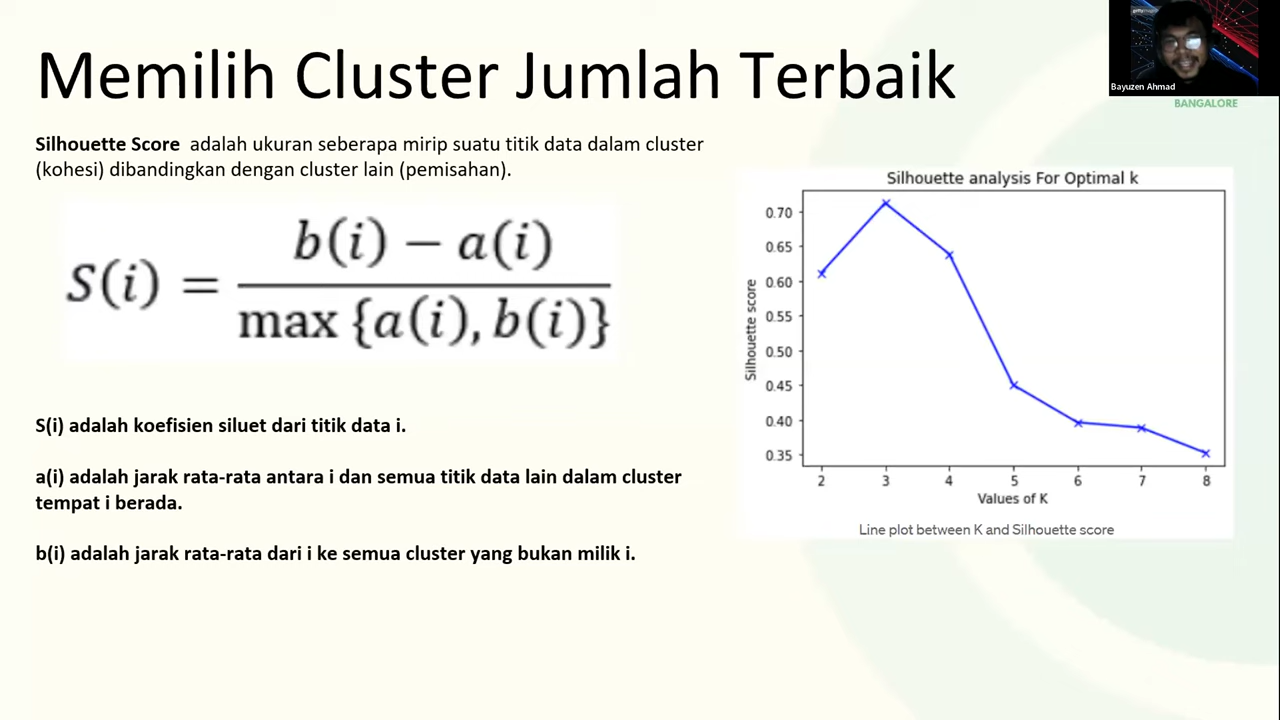 Memilih Cluster Jumlah Terbaik
Bayuzen Ahmad
BANGALORE
Silhouette Score adalah ukuran seberapa mirip suatu titik data dalam cluster
(kohesi) dibandingkan dengan cluster lain (pemisahan).
S(i) = \frac{b(i) − a(i)}{max {a(i), b(i)}}
S(i) adalah koefisien siluet dari titik data i.
a(i) adalah jarak rata-rata antara i dan semua titik data lain dalam cluster
tempat i berada.
b(i) adalah jarak rata-rata dari i ke semua cluster yang bukan milik i.
Silhouette analysis For Optimal k
Silhouette score
0.70
0.65
0.60
0.55
0.50
0.45
0.40
0.35
2 3 4 5 6 7 8
Values of K
Line plot between K and Silhouette score